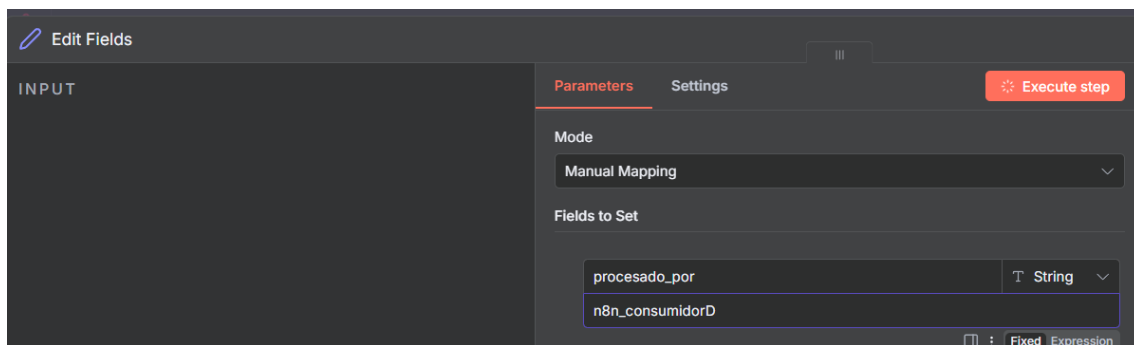 Edit Fields
INPUT
Parameters Settings Execute step
Mode
Manual Mapping
Fields to Set
procesado_por T String
n8n_consumidorD
Fixed Expression